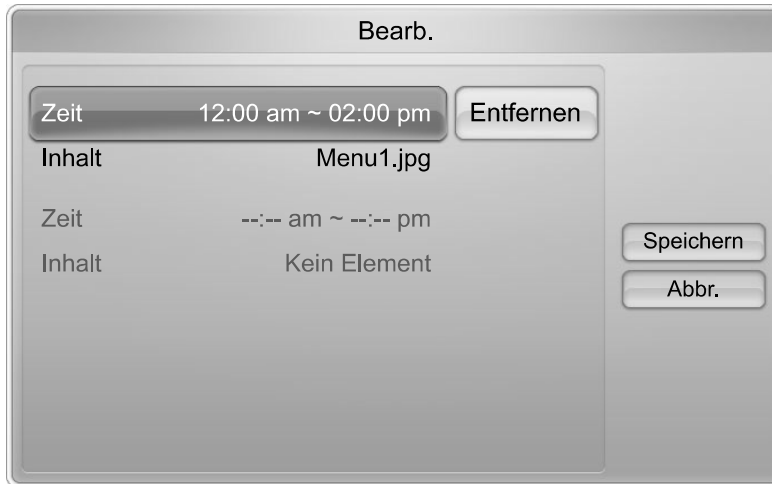 Bearb.
Zeit 12:00 am ~ 02:00 pm Entfernen
Inhalt Menu1.jpg
Zeit --:-- am ~ --:-- pm
Inhalt Kein Element
Speichern
Abbr.